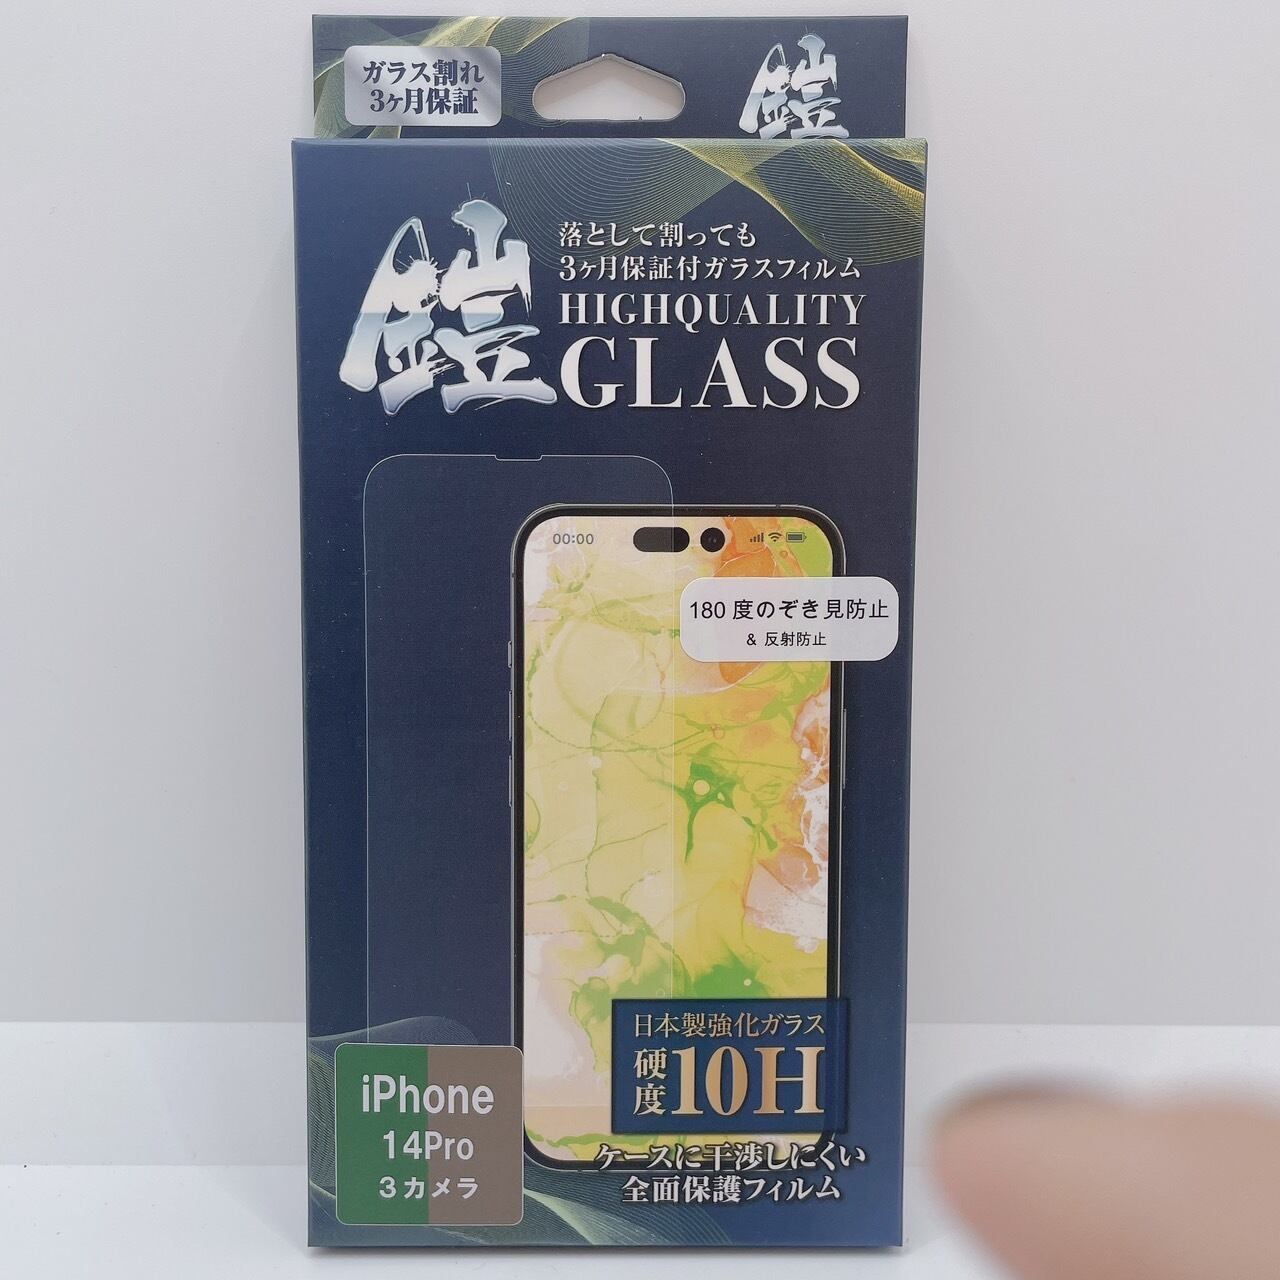 ガラス割れ
3ヶ月保証
鎧
鎧
落として割っても
3ヶ月保証付ガラスフィルム
HIGHQUALITY
GLASS
00:00
180度のぞき見防止
& 反射防止
日本製強化ガラス
硬度10H
iPhone
14Pro
3カメラ
ケースに干渉しにくい
全面保護フィルム